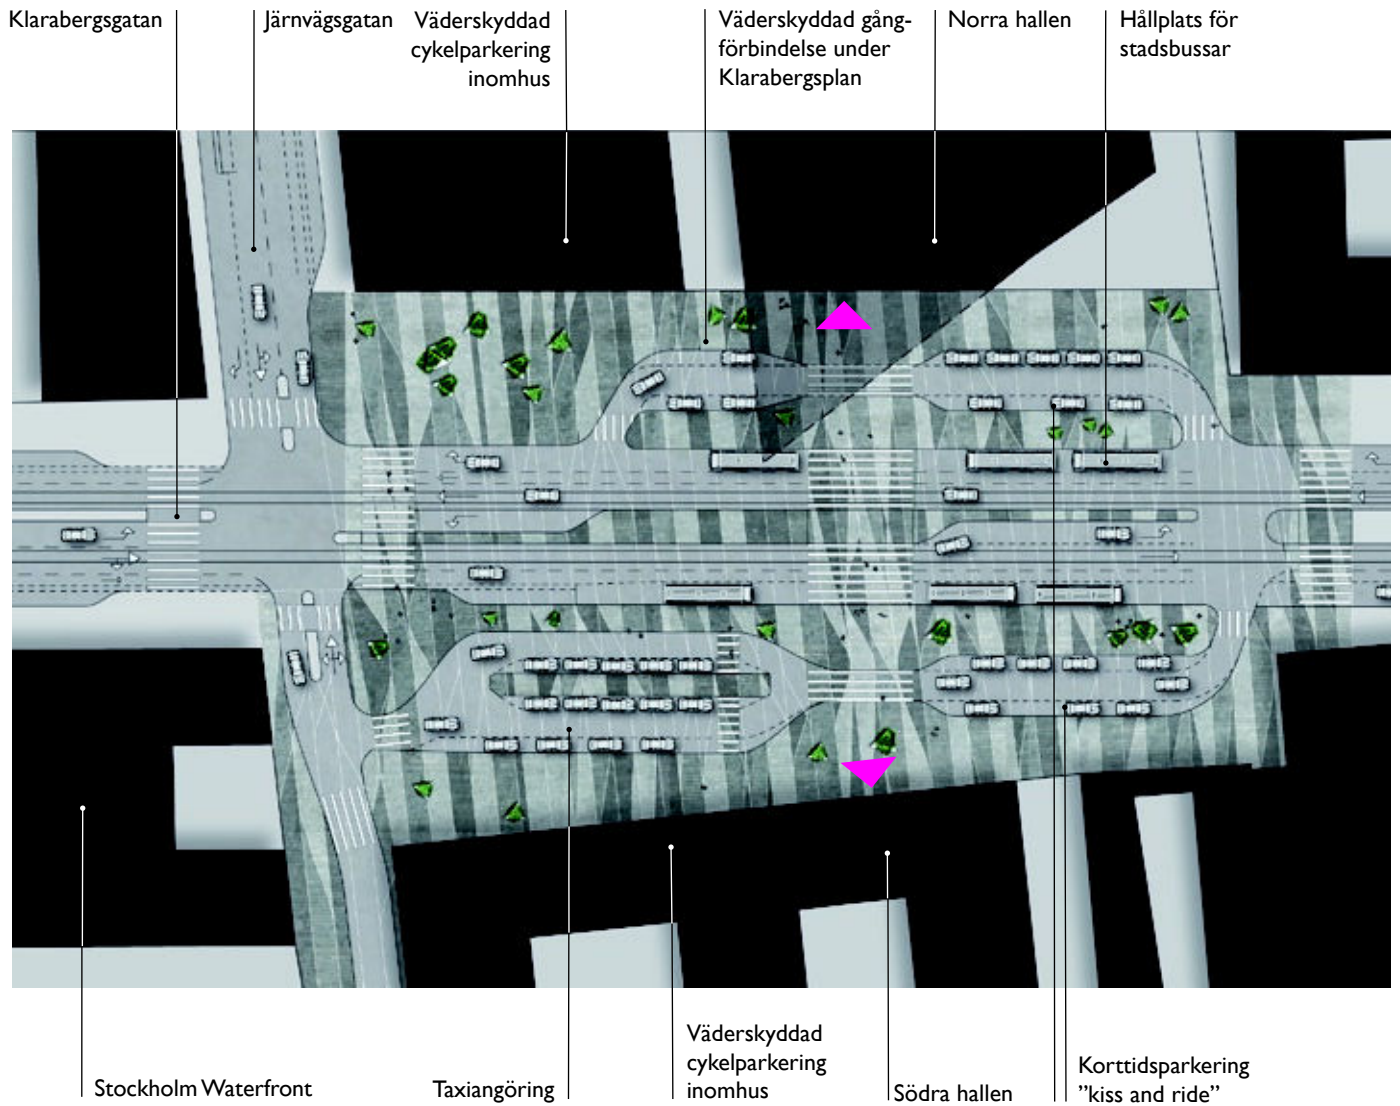 Klarabergsgatan
Järnvägsgatan
Väderskyddad
cykelparkering
inomhus
Väderskyddad gång-
förbindelse under
Klarabergsplan
Norra hallen
Hållplats för
stadsbussar
Stockholm Waterfront
Taxiangöring
Väderskyddad
cykelparkering
inomhus
Södra hallen
Korttidsparkering
”kiss and ride”